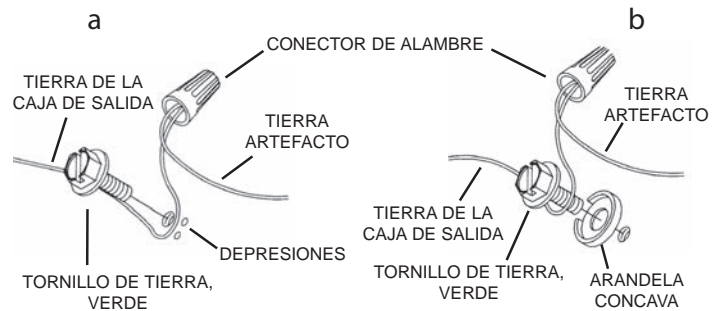 a
b
CONECTOR DE ALAMBRE
TIERRA DE LA
CAJA DE SALIDA
TIERRA
ARTEFACTO
DEPRESIONES
TORNILLO DE TIERRA,
VERDE
TIERRA
ARTEFACTO
TIERRA DE LA
CAJA DE SALIDA
TORNILLO DE TIERRA,
VERDE
ARANDELA
CONCAVA